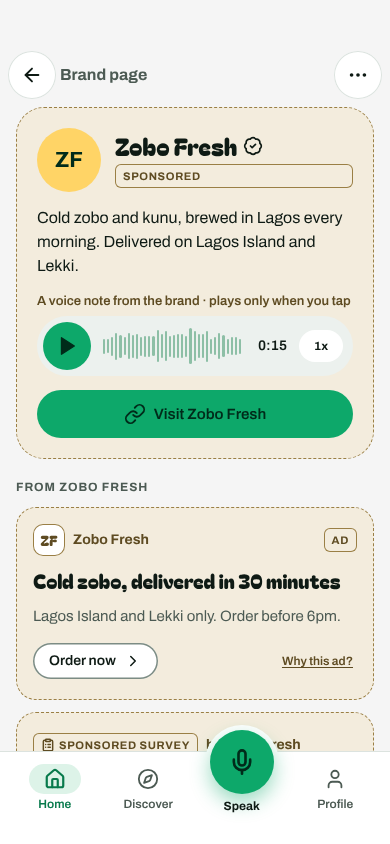 Brand page
ZF
Zobo Fresh
SPONSORED
Cold zobo and kunu, brewed in Lagos every
morning. Delivered on Lagos Island and
Lekki.
A voice note from the brand · plays only when you tap
0:15
1x
Visit Zobo Fresh
FROM ZOBO FRESH
ZF
Zobo Fresh
AD
Cold zobo, delivered in 30 minutes
Lagos Island and Lekki only. Order before 6pm.
Order now
Why this ad?
SPONSORED SURVEY
Home
Discover
Speak
Profile